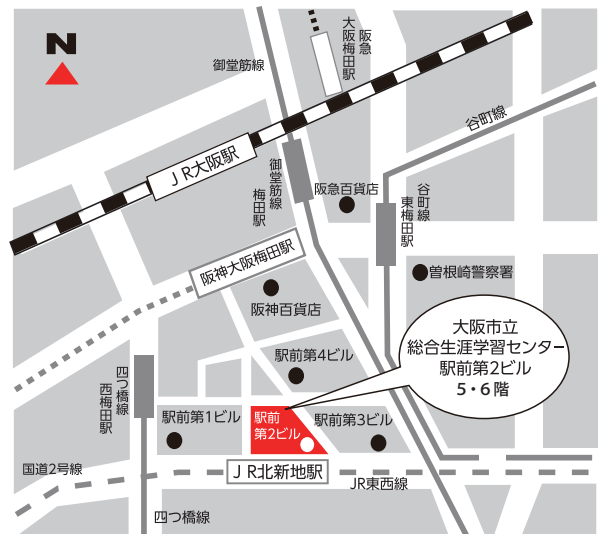 N
御堂筋線
阪急
大阪梅田駅
谷町線
JR大阪駅
御堂筋線
梅田駅
阪急百貨店
谷町線
東梅田駅
阪神大阪梅田駅
曽根崎警察署
阪神百貨店
大阪市立
総合生涯学習センター
駅前第2ビル
5・6階
駅前第4ビル
四つ橋線
西梅田駅
駅前第1ビル
駅前
第2ビル
駅前第3ビル
国道2号線
JR北新地駅
JR東西線
四つ橋線